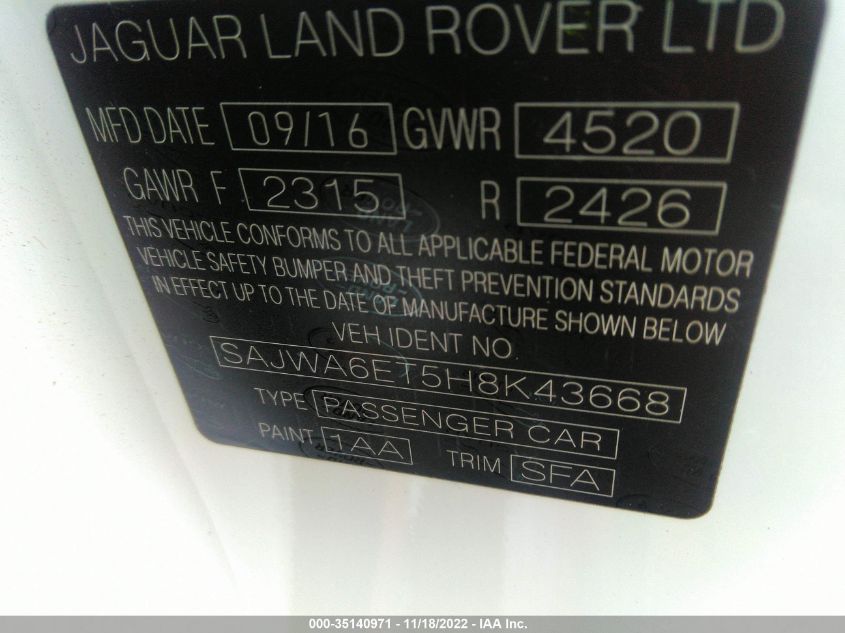 JAGUAR LAND ROVER LTD
MFD DATE 09/16 GVWR 4520
GAWR F 2315 R 2426
THIS VEHICLE CONFORMS TO ALL APPLICABLE FEDERAL MOTOR
VEHICLE SAFETY BUMPER AND THEFT PREVENTION STANDARDS
IN EFFECT UP TO THE DATE OF MANUFACTURE SHOWN BELOW
VEH IDENT NO.
SAJWA6ET5H8K43668
TYPE PASSENGER CAR
PAINT 1AA TRIM SFA
000-35140971 - 11/18/2022 - IAA Inc.